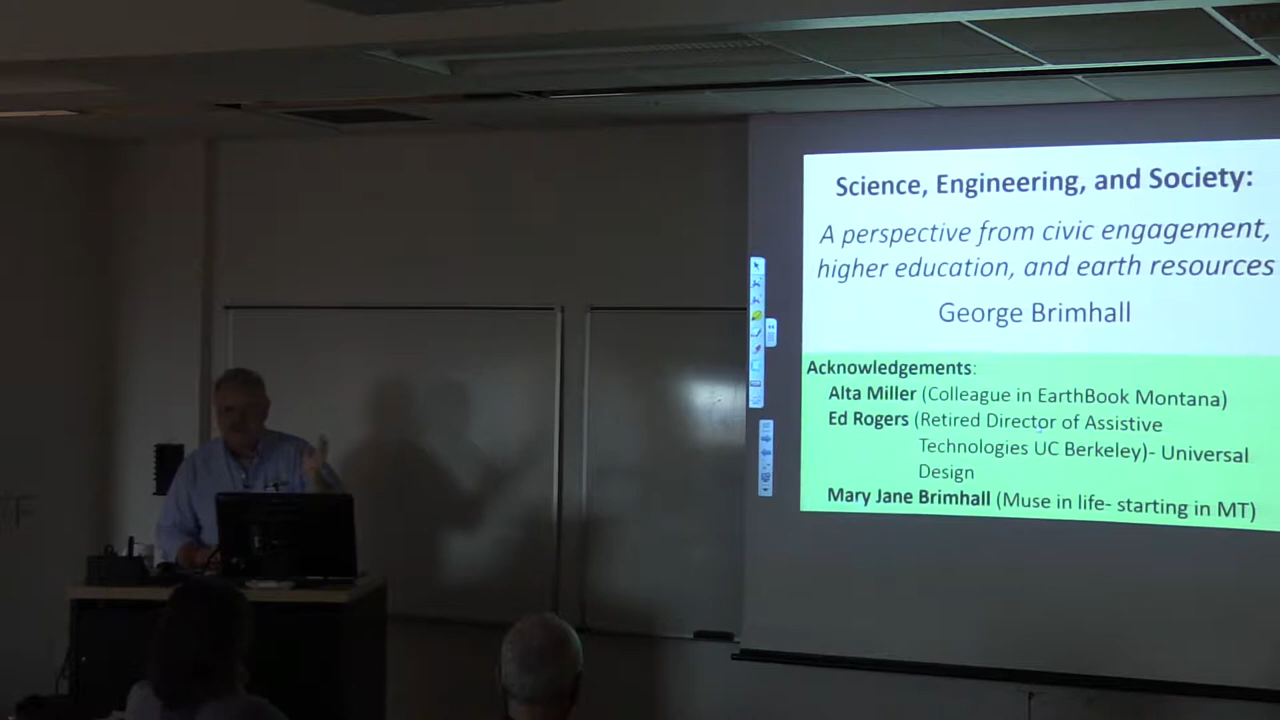 Science, Engineering, and Society:
A perspective from civic engagement,
higher education, and earth resources
George Brimhall
Acknowledgements:
Alta Miller (Colleague in EarthBook Montana)
Ed Rogers (Retired Director of Assistive
Technologies UC Berkeley)- Universal
Design
Mary Jane Brimhall (Muse in life- starting in MT)